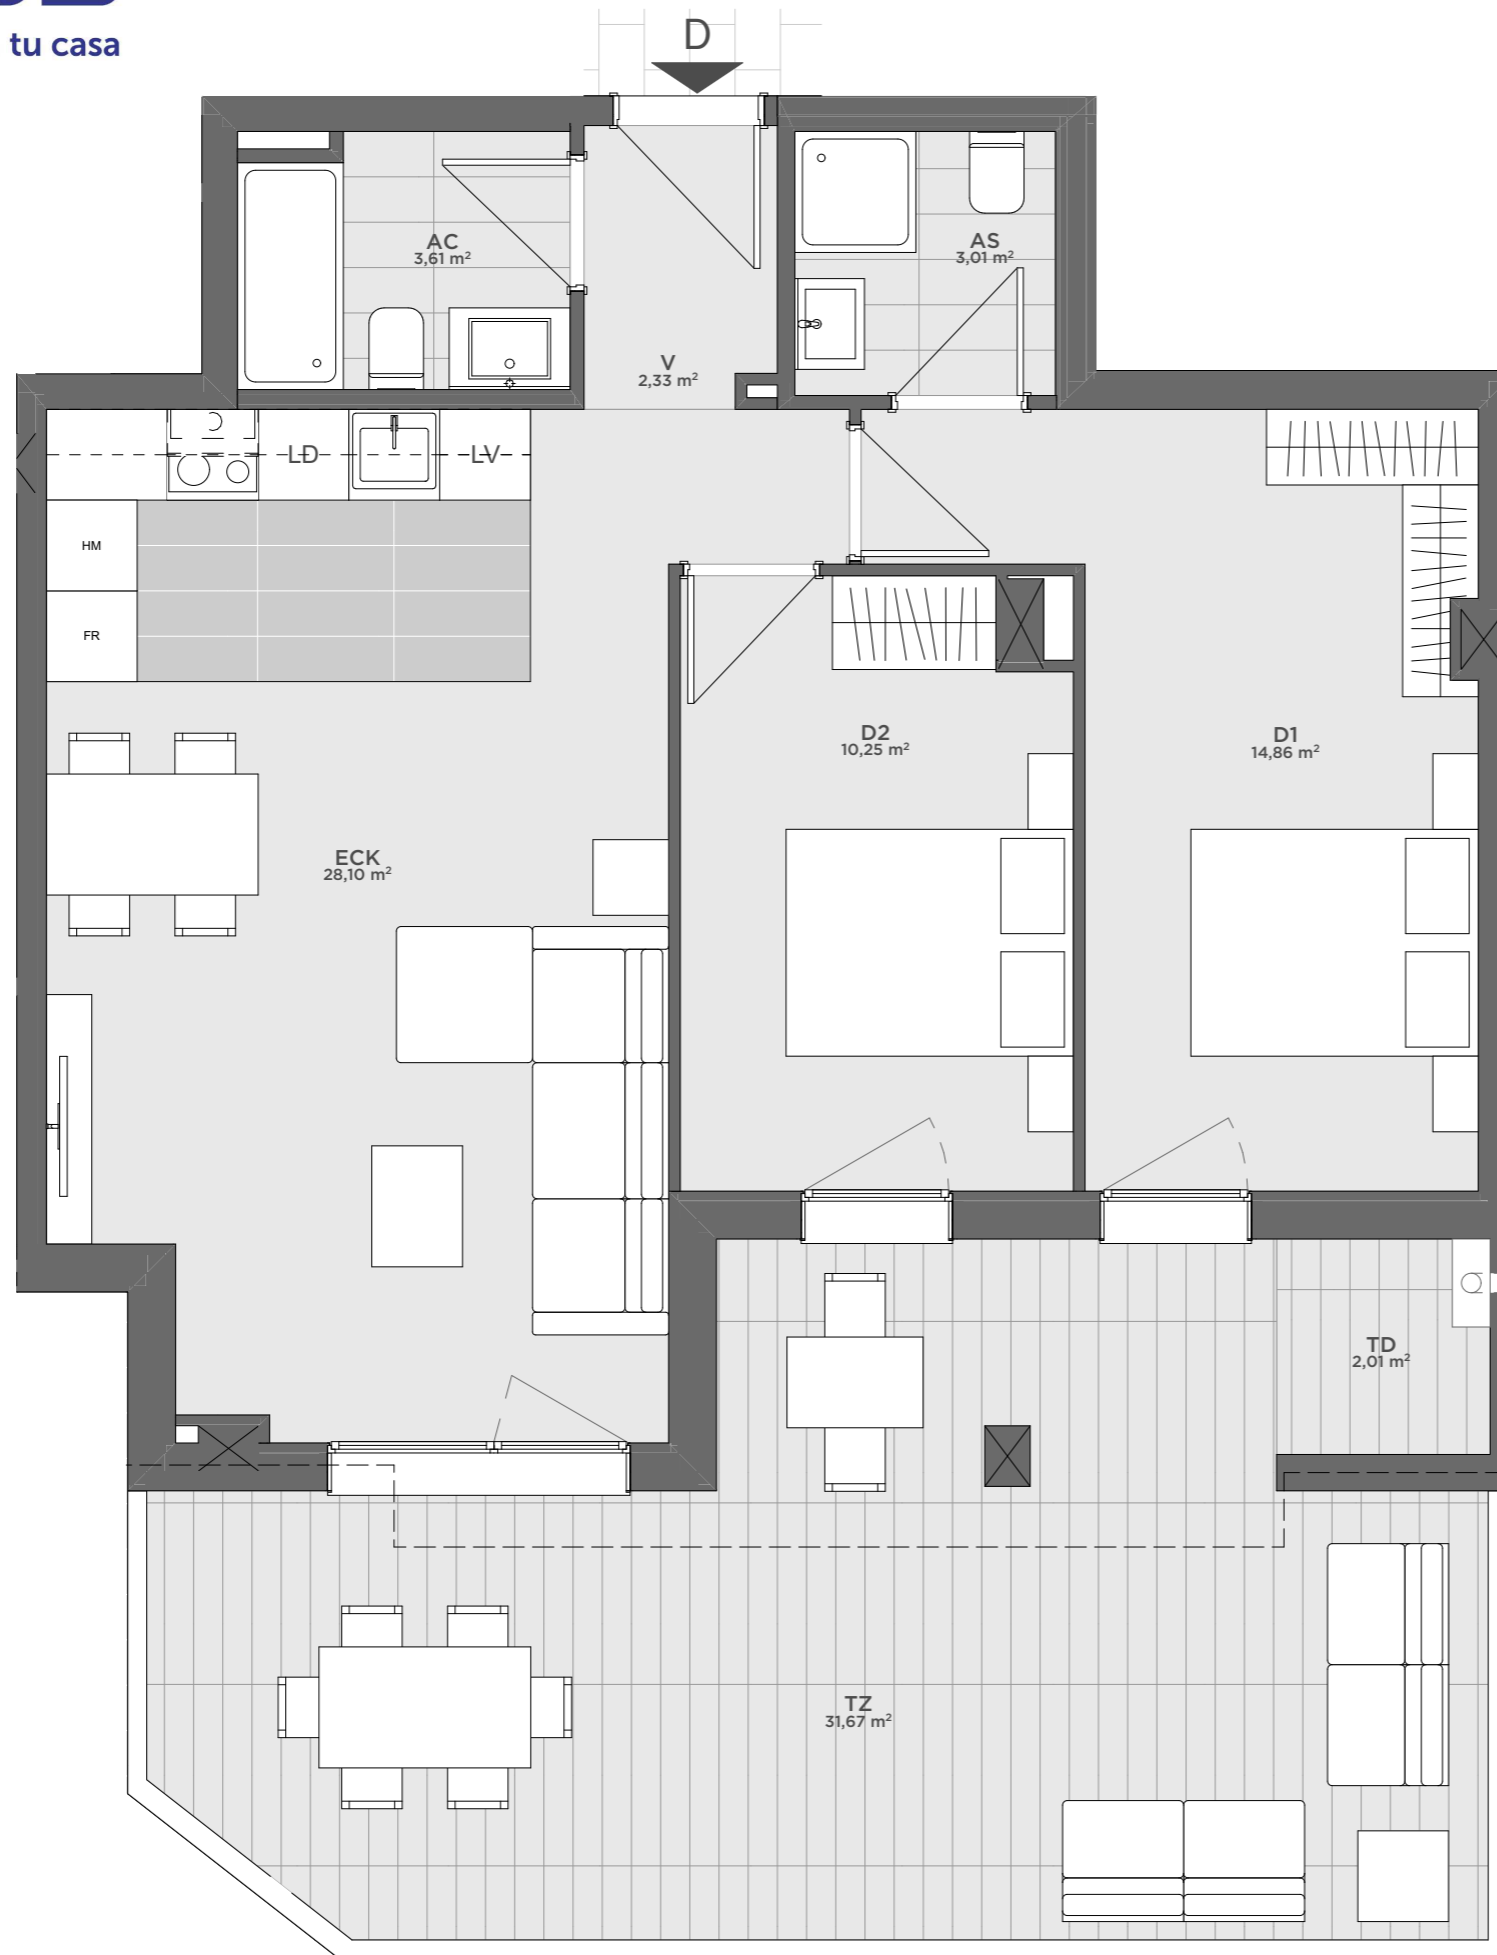 tu casa
D
AC
3,61 m²
AS
3,01 m²
V
2,33 m²
LD
LV
HM
FR
D2
10,25 m²
D1
14,86 m²
ECK
28,10 m²
TD
2,01 m²
TZ
31,67 m²